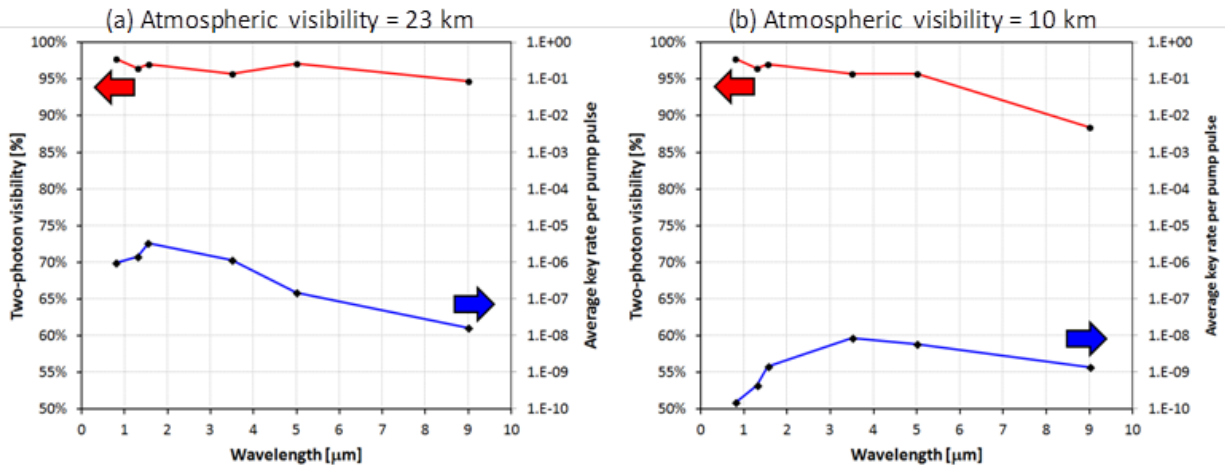 (a) Atmospheric visibility = 23 km
100%
95%
90%
85%
80%
75%
70%
65%
60%
55%
50%
Two-photon visibility [%]
1.E+00
1.E-01
1.E-02
1.E-03
1.E-04
1.E-05
1.E-06
1.E-07
1.E-08
1.E-09
1.E-10
Average key rate per pump pulse
0 1 2 3 4 5 6 7 8 9 10
Wavelength [μm]
(b) Atmospheric visibility = 10 km
100%
95%
90%
85%
80%
75%
70%
65%
60%
55%
50%
Two-photon visibility [%]
1.E+00
1.E-01
1.E-02
1.E-03
1.E-04
1.E-05
1.E-06
1.E-07
1.E-08
1.E-09
1.E-10
Average key rate per pump pulse
0 1 2 3 4 5 6 7 8 9 10
Wavelength [μm]